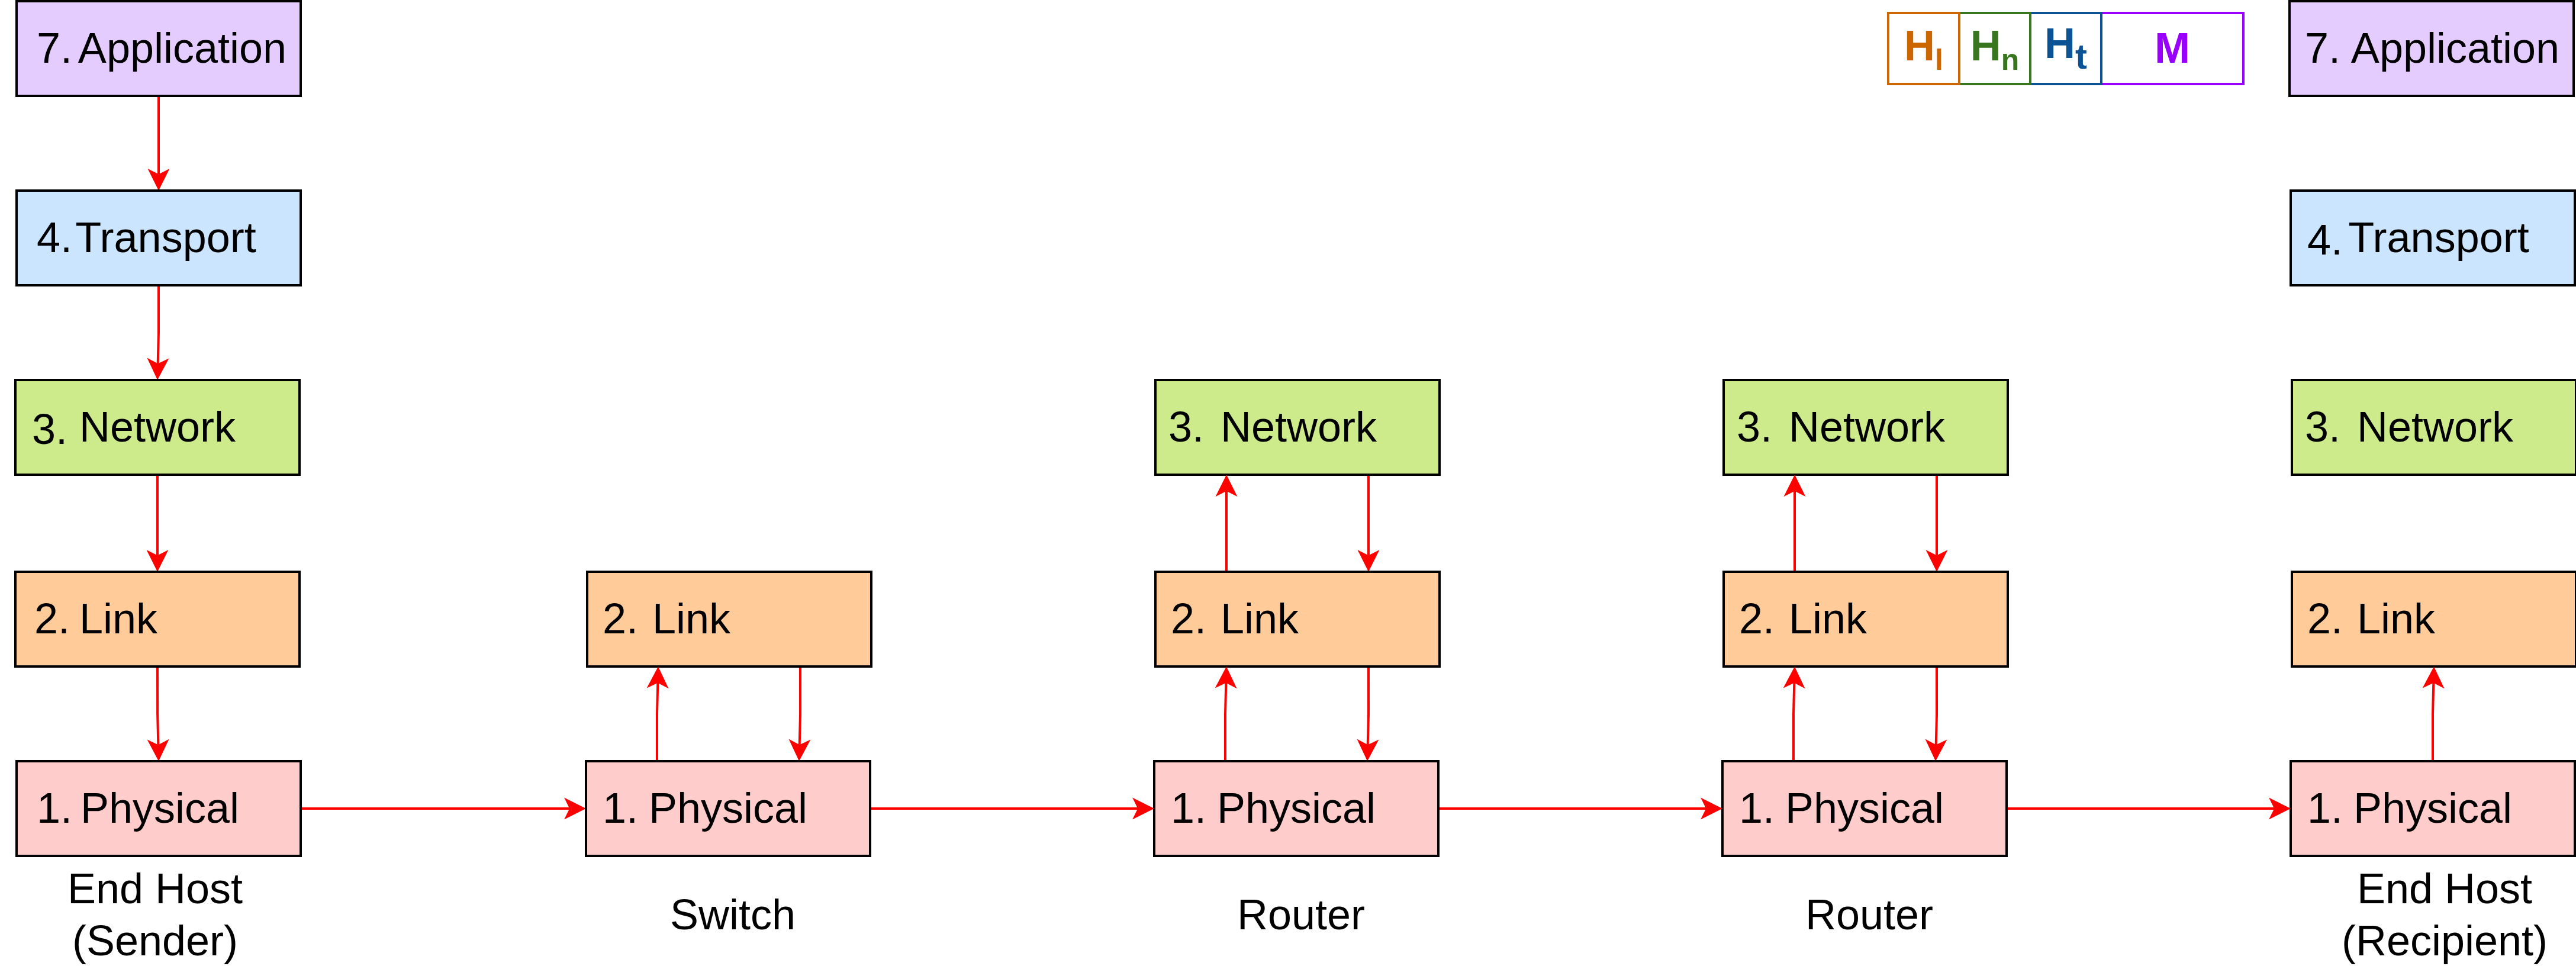 7. Application
H_l H_n H_t M
7. Application
4. Transport
4. Transport
3. Network
3. Network
3. Network
3. Network
2. Link
2. Link
2. Link
2. Link
2. Link
1. Physical
1. Physical
1. Physical
1. Physical
1. Physical
End Host
(Sender)
Switch
Router
Router
End Host
(Recipient)